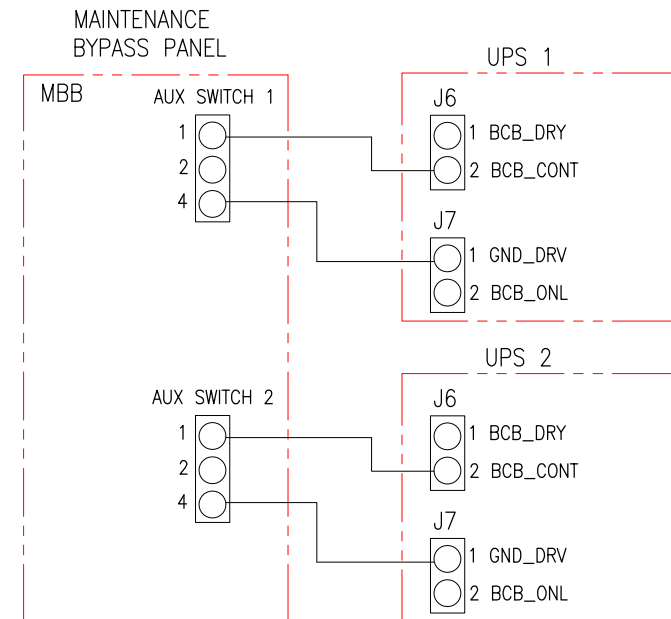 MAINTENANCE
BYPASS PANEL
UPS 1
MBB
AUX SWITCH 1
J6
1
1 BCB_DRY
2
2 BCB_CONT
4
J7
1 GND_DRV
2 BCB_ONL
UPS 2
AUX SWITCH 2
J6
1
1 BCB_DRY
2
2 BCB_CONT
4
J7
1 GND_DRV
2 BCB_ONL